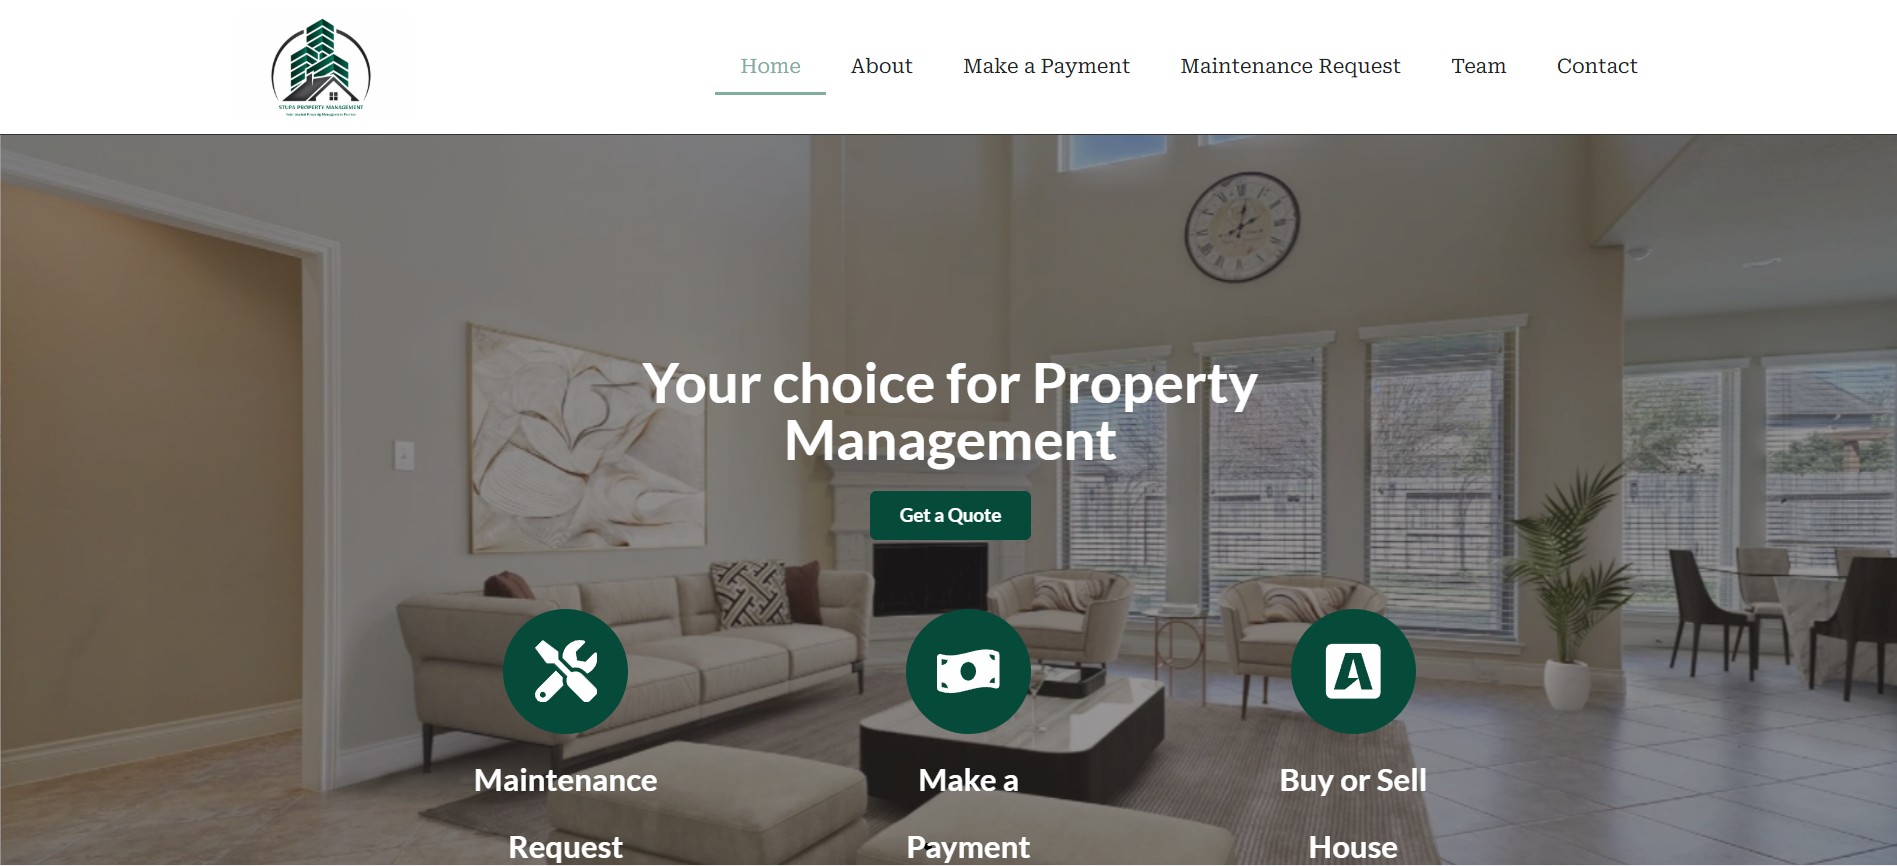 STUPA PROPERTY MANAGEMENT
Home
About
Make a Payment
Maintenance Request
Team
Contact
Your choice for Property
Management
Get a Quote
Maintenance
Request
Make a
Payment
Buy or Sell
House